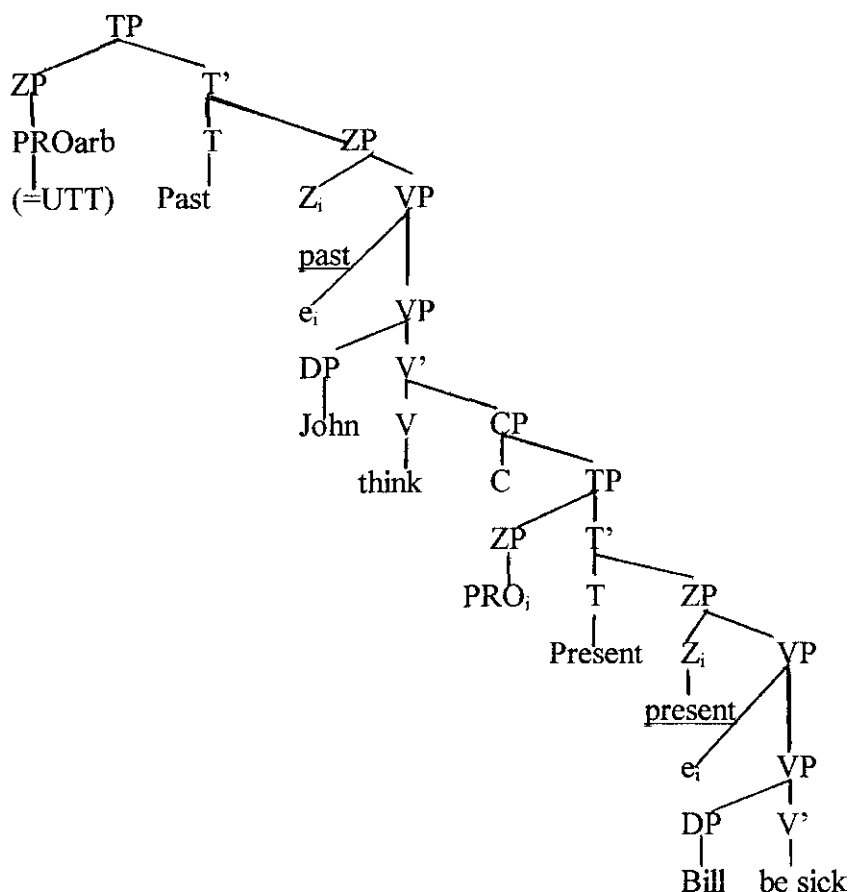 TP
ZP T'
PROarb T ZP
(=UTT) Past Zᵢ VP
past
eᵢ VP
DP V'
John V CP
think C TP
ZP T'
PROᵢ T ZP
Present Zᵢ VP
present
eᵢ VP
DP V'
Bill be sick